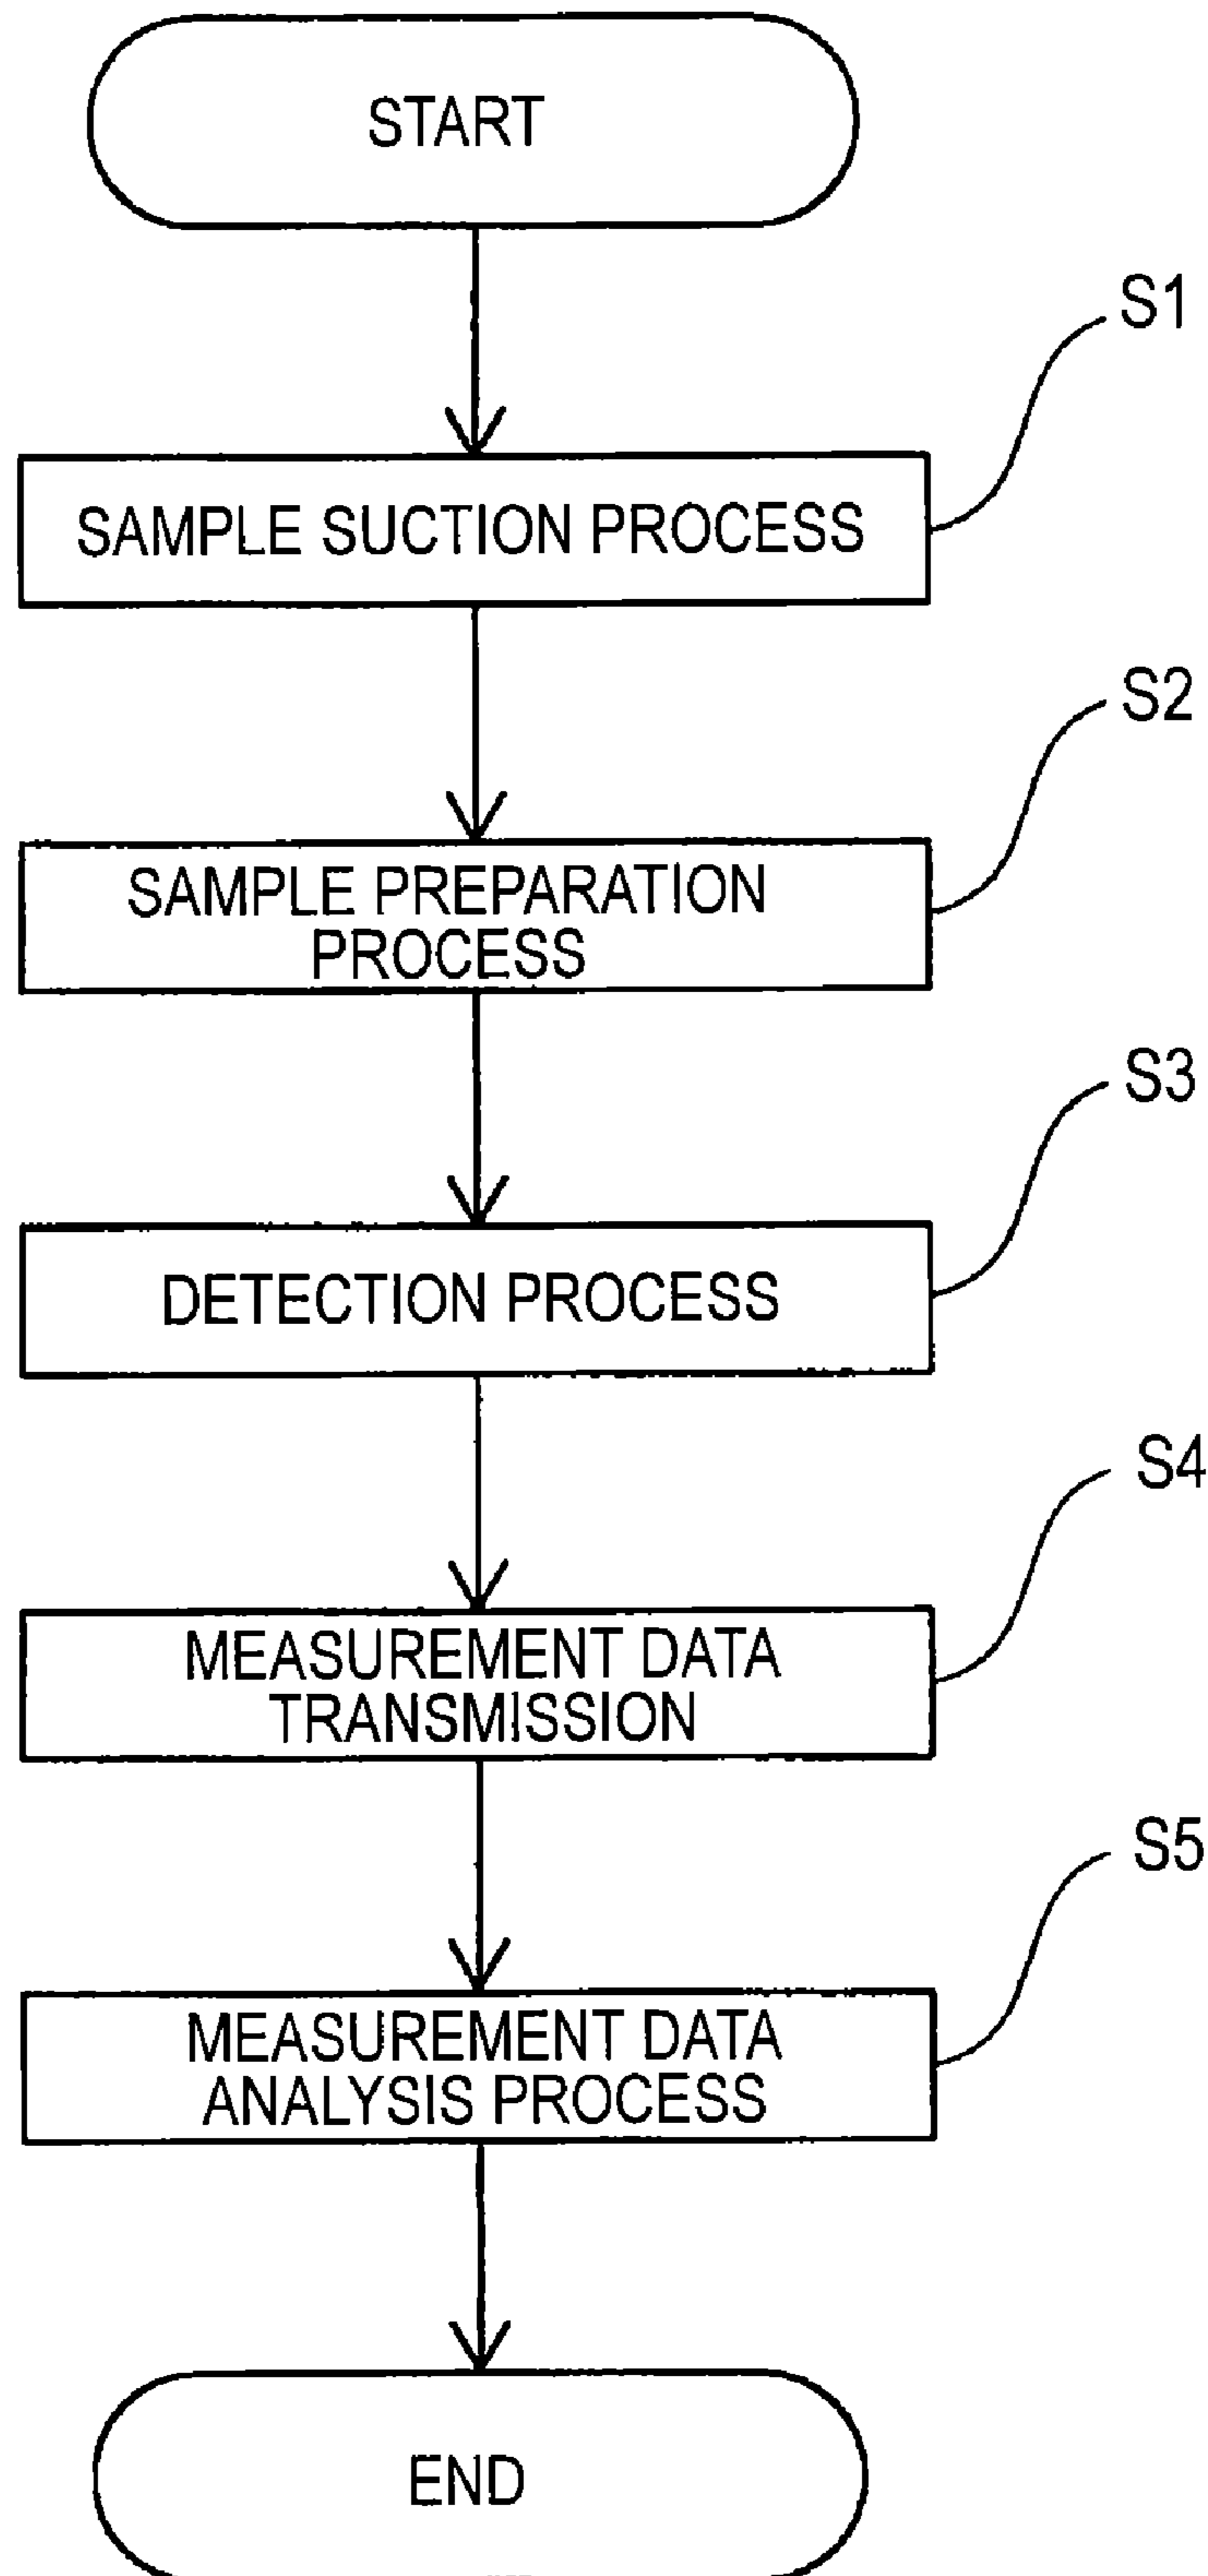 START
S1
SAMPLE SUCTION PROCESS
S2
SAMPLE PREPARATION
PROCESS
S3
DETECTION PROCESS
S4
MEASUREMENT DATA
TRANSMISSION
S5
MEASUREMENT DATA
ANALYSIS PROCESS
END